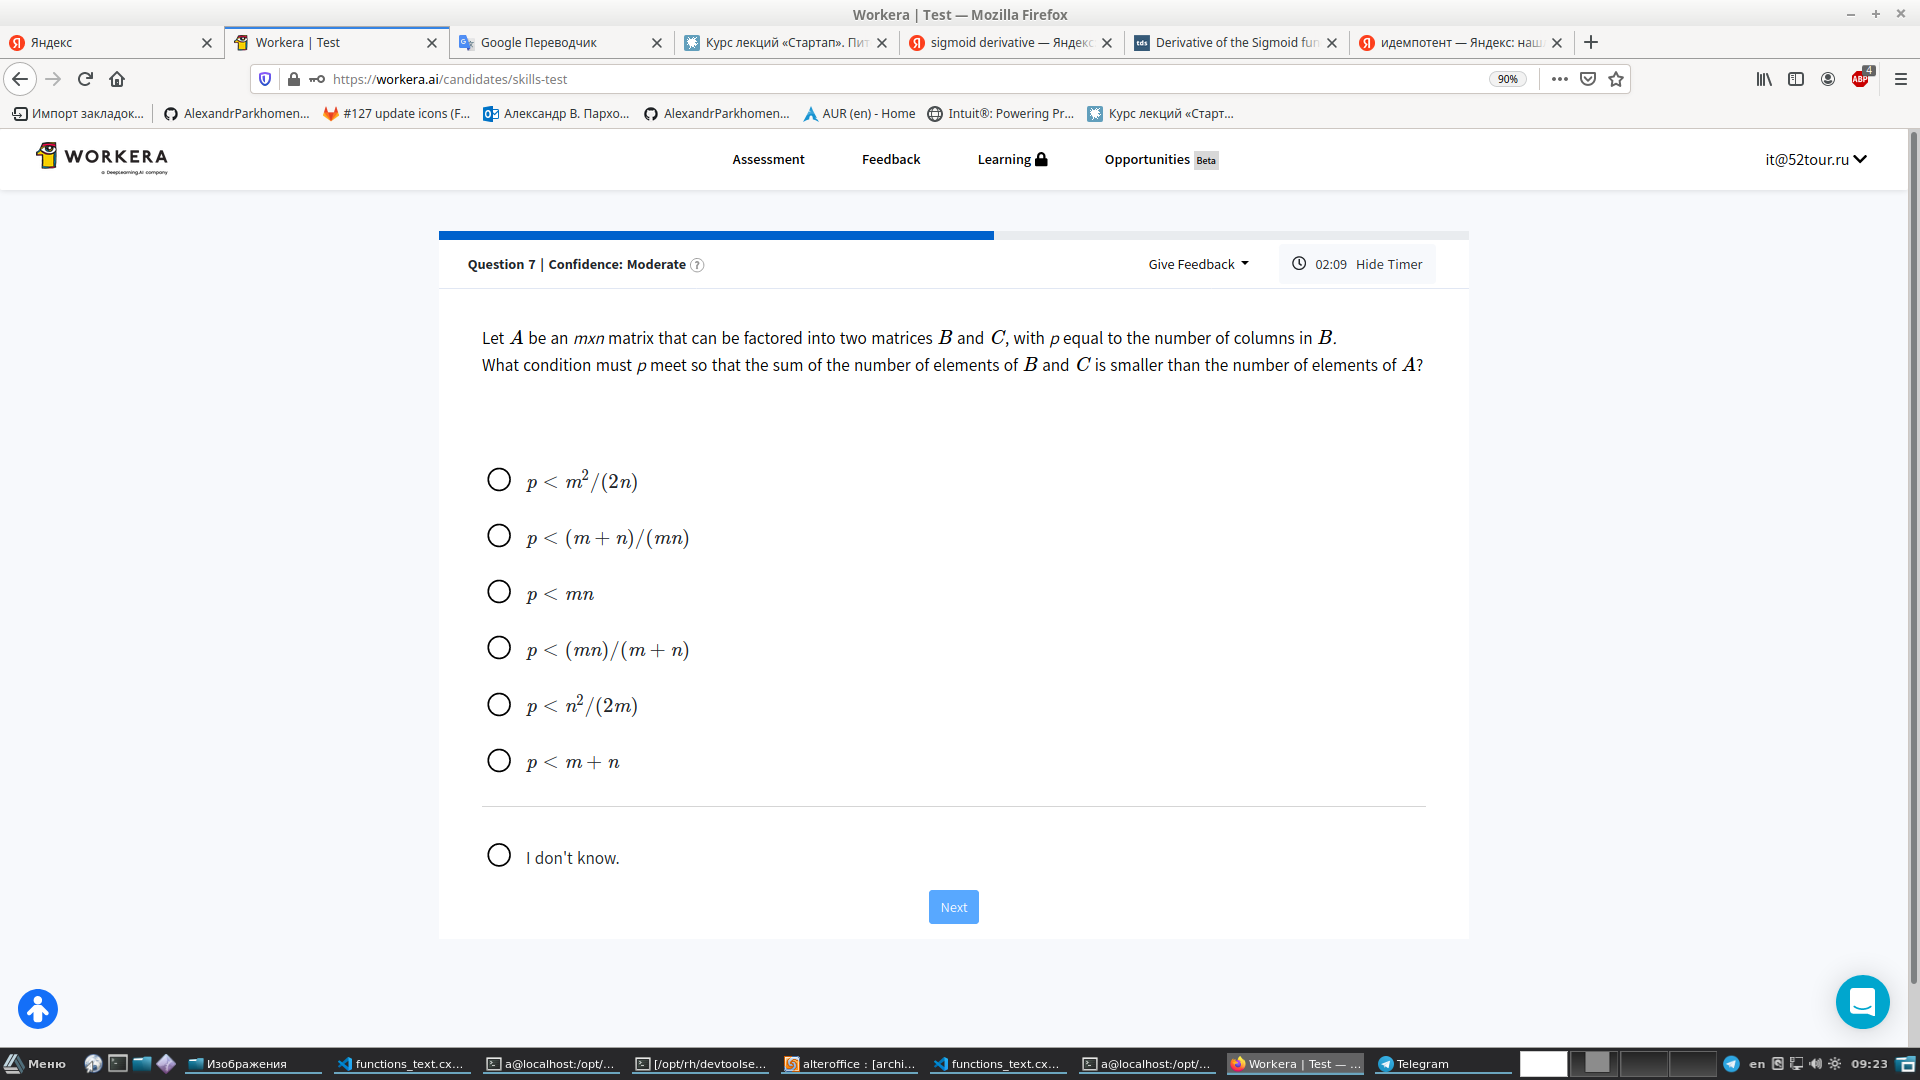 Workera | Test — Mozilla Firefox
Яндекс
Workera | Test
Google Переводчик
Курс лекций «Стартап». Пит
sigmoid derivative — Яндекс
Derivative of the Sigmoid fun
идемпотент — Яндекс: наш
https://workera.ai/candidates/skills-test
90%
4
Импорт закладок...
AlexandrParkhomen...
#127 update icons (F...
Александр В. Пархо...
AlexandrParkhomen...
AUR (en) - Home
Intuit®: Powering Pr...
Курс лекций «Старт...
WORKERA
a DeepLearning.AI company
Assessment
Feedback
Learning
Opportunities Beta
it@52tour.ru
Question 7 | Confidence: Moderate ?
Give Feedback
02:09 Hide Timer
Let A be an mxn matrix that can be factored into two matrices B and C, with p equal to the number of columns in B.
What condition must p meet so that the sum of the number of elements of B and C is smaller than the number of elements of A?
p < m²/(2n)
p < (m + n)/(mn)
p < mn
p < (mn)/(m + n)
p < n²/(2m)
p < m + n
I don't know.
Next
Меню
Изображения
functions_text.cx...
a@localhost:/opt/...
[/opt/rh/devtoolse...
alteroffice : [archi...
functions_text.cx...
a@localhost:/opt/...
Workera | Test — ...
Telegram
en
09:23